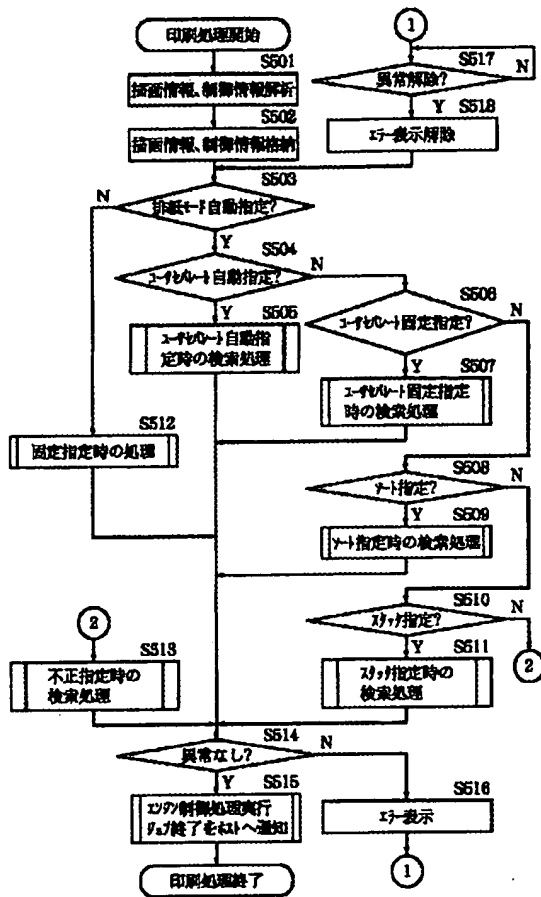 印刷処理開始
S501
描画情報、制御情報解析
S502
描画情報、制御情報格納
1
S517
異常解除?
N
Y
S518
エラー表示解除
S503
排紙モード自動指定?
N
Y
S504
ユーザセパレート自動指定?
N
Y
S505
ユーザセパレート自動指
定時の検索処理
S506
ユーザセパレート固定指定?
N
Y
S507
ユーザセパレート固定指定
時の検索処理
S512
固定指定時の処理
S508
ソート指定?
N
Y
S509
ソート指定時の検索処理
S510
スタック指定?
N
2
Y
S511
スタック指定時の
検索処理
2
S513
不正指定時の
検索処理
S514
異常なし?
N
Y
S515
エンジン制御処理実行
ジョブ終了をホストへ通知
S516
エラー表示
1
印刷処理終了